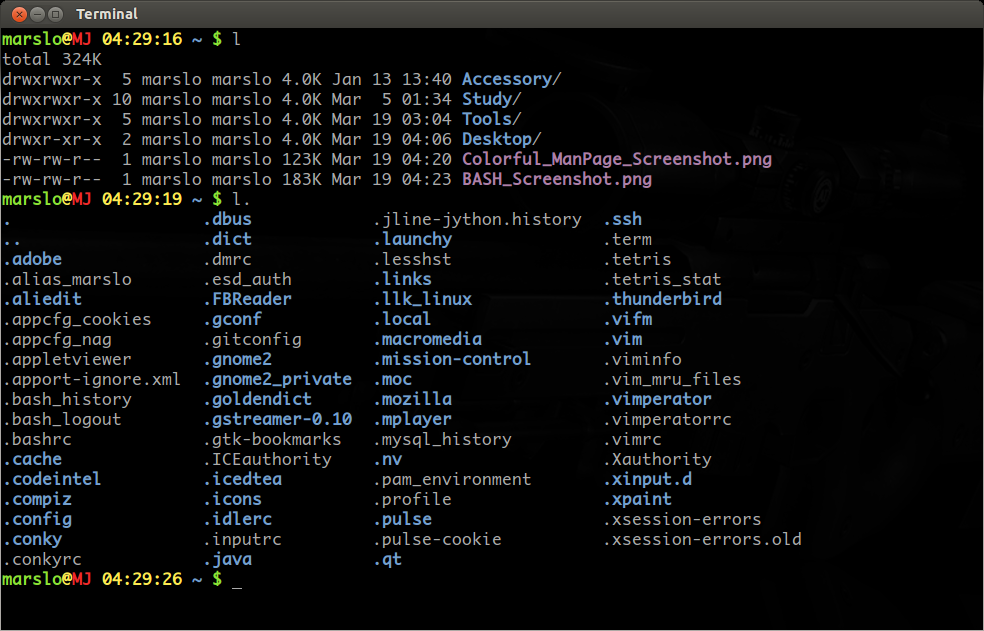 Terminal
marslo@MJ 04:29:16 ~ $ l
total 324K
drwxrwxr-x  5 marslo marslo 4.0K Jan 13 13:40 Accessory/
drwxrwxr-x 10 marslo marslo 4.0K Mar  5 01:34 Study/
drwxrwxr-x  5 marslo marslo 4.0K Mar 19 03:04 Tools/
drwxr-xr-x  2 marslo marslo 4.0K Mar 19 04:06 Desktop/
-rw-rw-r--  1 marslo marslo 123K Mar 19 04:20 Colorful_ManPage_Screenshot.png
-rw-rw-r--  1 marslo marslo 183K Mar 19 04:23 BASH_Screenshot.png
marslo@MJ 04:29:19 ~ $ l.
.                   .dbus            .jline-jython.history  .ssh
..                  .dict            .launchy               .term
.adobe              .dmrc            .lesshst               .tetris
.alias_marslo       .esd_auth        .links                 .tetris_stat
.aliedit            .FBReader        .llk_linux             .thunderbird
.appcfg_cookies     .gconf           .local                 .vifm
.appcfg_nag         .gitconfig       .macromedia            .vim
.appletviewer       .gnome2          .mission-control       .viminfo
.apport-ignore.xml  .gnome2_private  .moc                   .vim_mru_files
.bash_history       .goldendict      .mozilla               .vimperator
.bash_logout        .gstreamer-0.10  .mplayer               .vimperatorrc
.bashrc             .gtk-bookmarks   .mysql_history         .vimrc
.cache              .ICEauthority    .nv                    .Xauthority
.codeintel          .icedtea         .pam_environment       .xinput.d
.compiz             .icons           .profile               .xpaint
.config             .idlerc          .pulse                 .xsession-errors
.conky              .inputrc         .pulse-cookie          .xsession-errors.old
.conkyrc            .java            .qt
marslo@MJ 04:29:26 ~ $ _